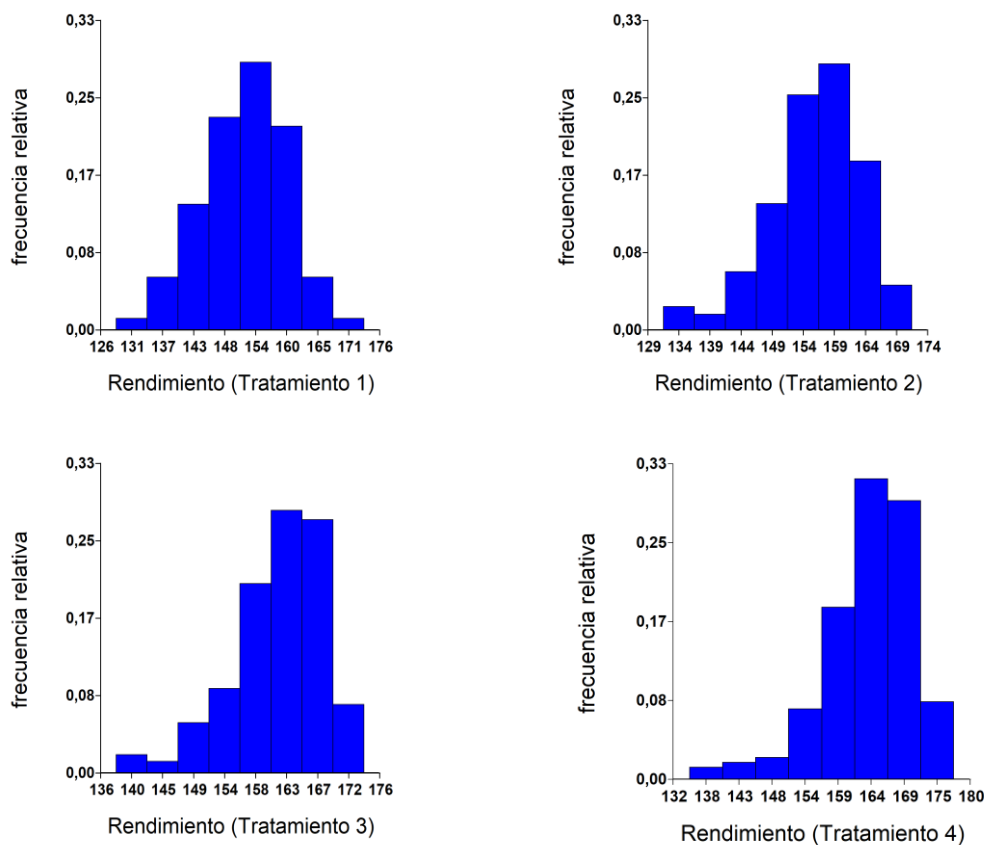 0,33
0,25
0,17
0,08
0,00
126 131 137 143 148 154 160 165 171 176
frecuencia relativa
Rendimiento (Tratamiento 1)
0,33
0,25
0,17
0,08
0,00
129 134 139 144 149 154 159 164 169 174
frecuencia relativa
Rendimiento (Tratamiento 2)
0,33
0,25
0,17
0,08
0,00
136 140 145 149 154 158 163 167 172 176
frecuencia relativa
Rendimiento (Tratamiento 3)
0,33
0,25
0,17
0,08
0,00
132 138 143 148 154 159 164 169 175 180
frecuencia relativa
Rendimiento (Tratamiento 4)